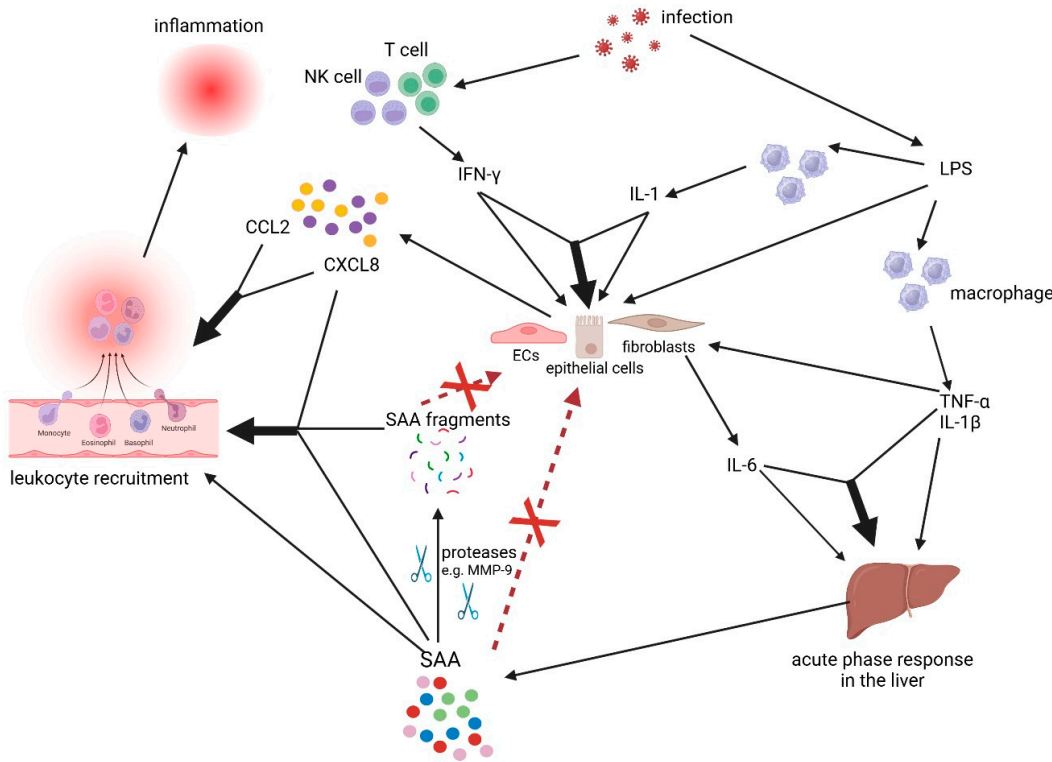 infection
inflammation
T cell
NK cell
LPS
IFN-γ
IL-1
CCL2
CXCL8
macrophage
ECs
epithelial cells
fibroblasts
TNF-α
IL-1β
SAA fragments
Monocyte
Eosinophil
Basophil
Neutrophil
leukocyte recruitment
IL-6
proteases
e.g. MMP-9
SAA
acute phase response
in the liver